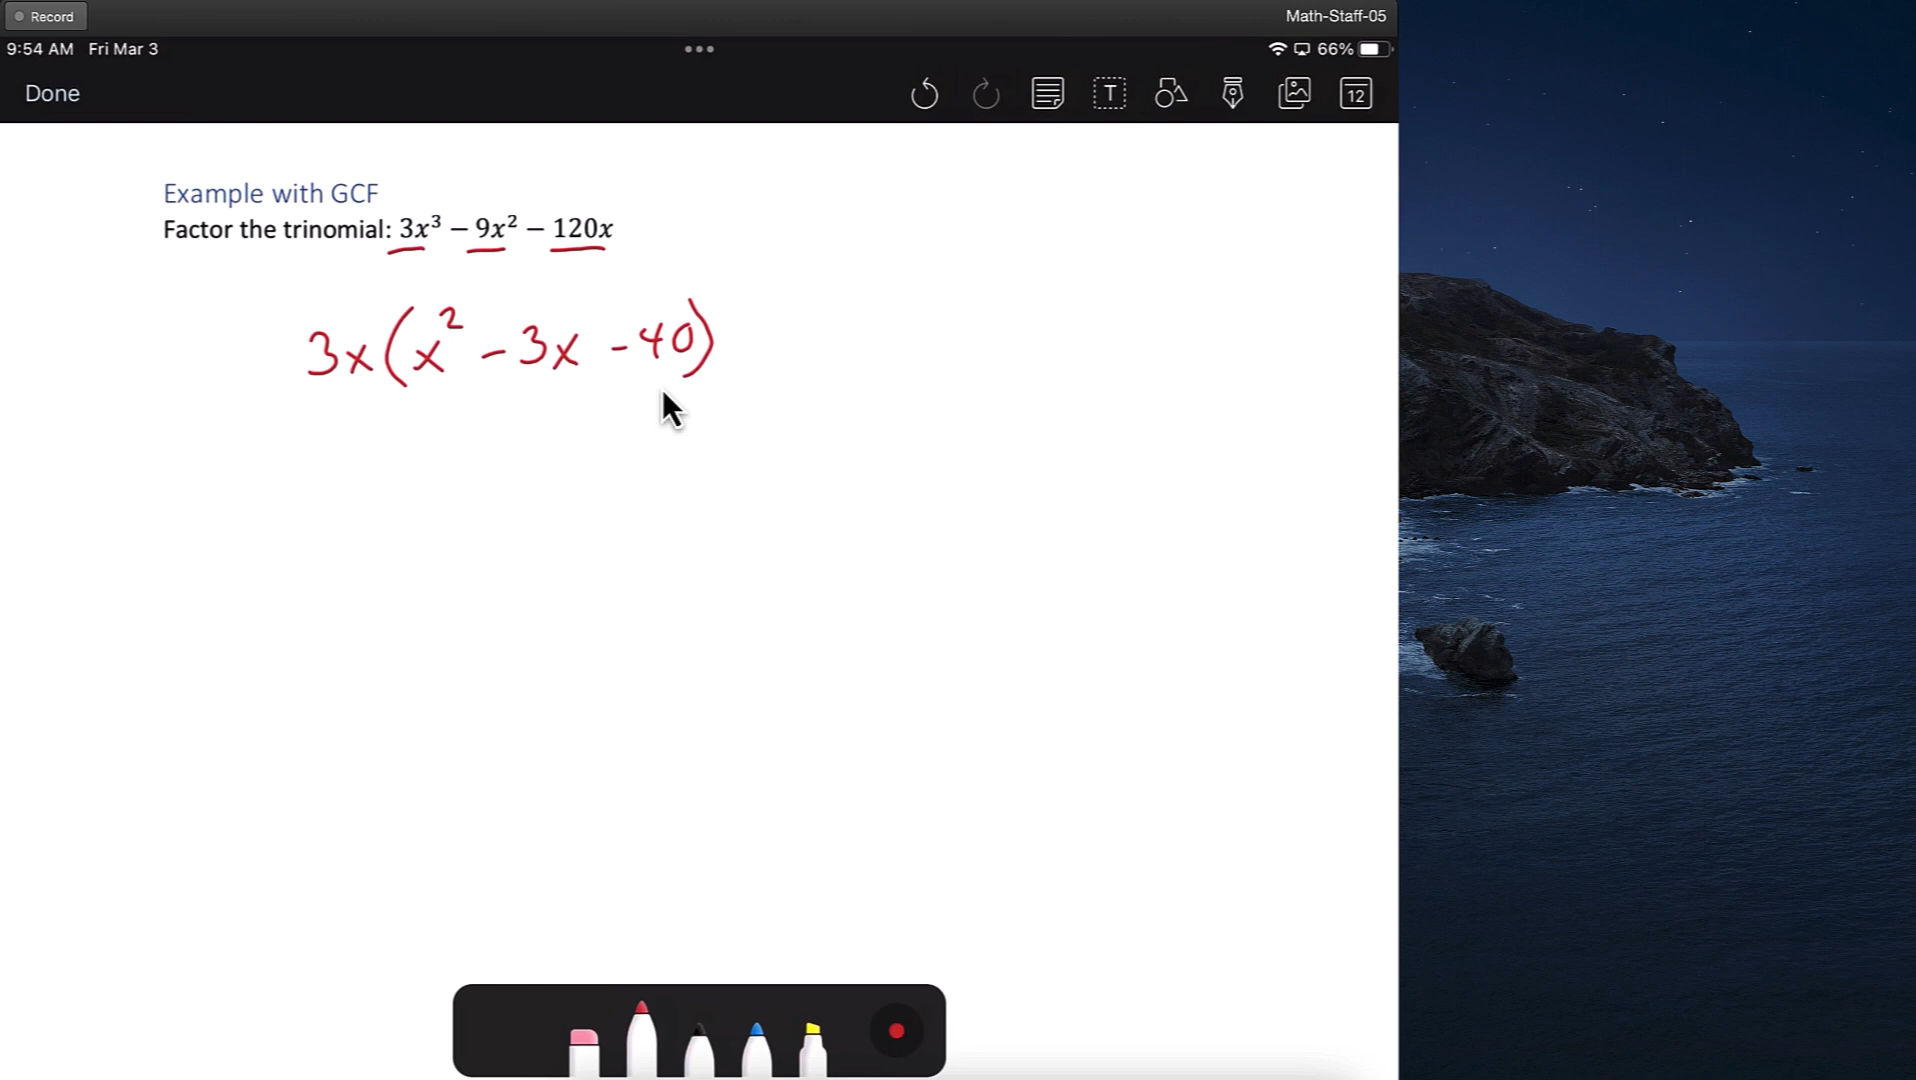 Record
Math-Staff-05
9:54 AM Fri Mar 3
66%
Done
T
12
Example with GCF
Factor the trinomial: 3x³ − 9x² − 120x
3x(x² - 3x - 40)